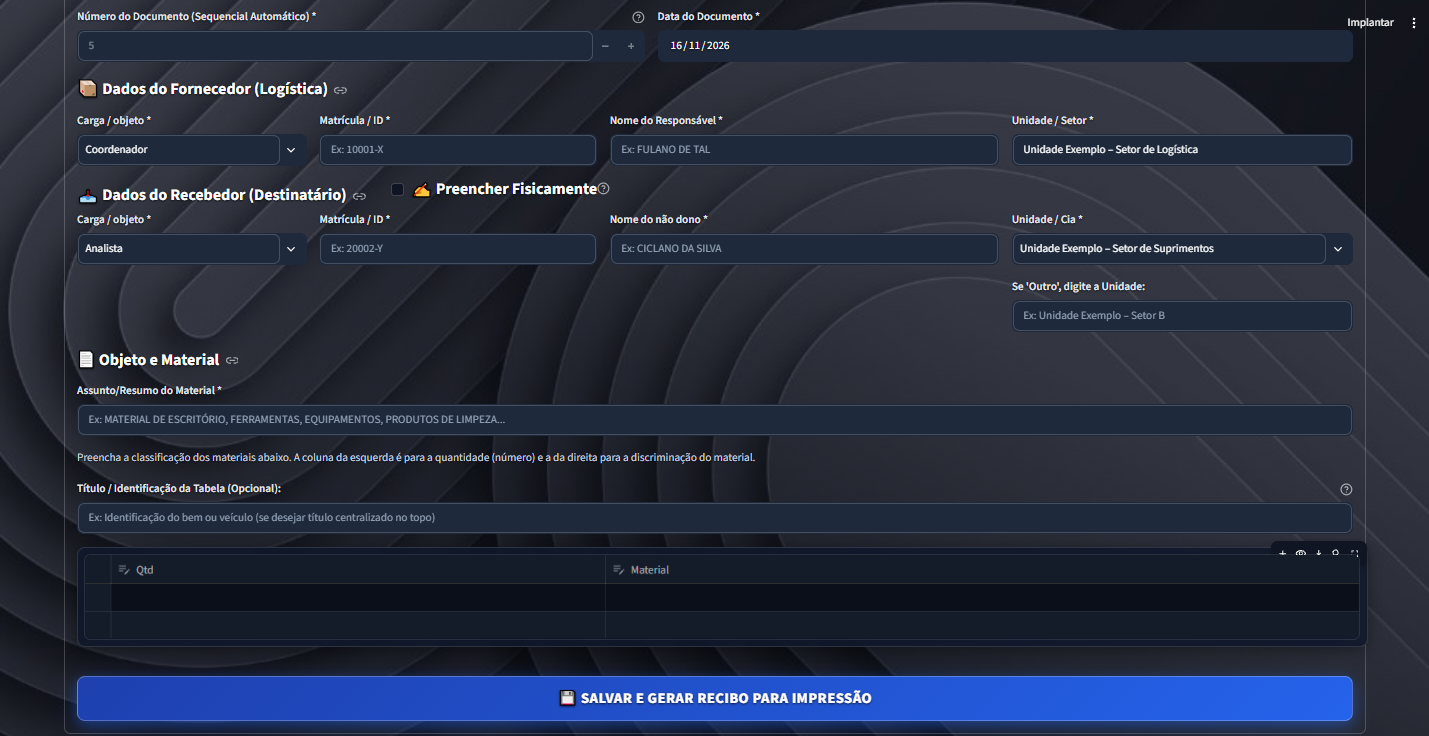 Número do Documento (Sequencial Automático) *
Data do Documento *
Implantar
5
16/11/2026
Dados do Fornecedor (Logística)
Carga / objeto *
Matrícula / ID *
Nome do Responsável *
Unidade / Setor *
Coordenador
Ex: 10001-X
Ex: FULANO DE TAL
Unidade Exemplo – Setor de Logística
Dados do Recebedor (Destinatário)
Preencher Fisicamente
Carga / objeto *
Matrícula / ID *
Nome do não dono *
Unidade / Cia *
Analista
Ex: 20002-Y
Ex: CICLANO DA SILVA
Unidade Exemplo – Setor de Suprimentos
Se 'Outro', digite a Unidade:
Ex: Unidade Exemplo – Setor B
Objeto e Material
Assunto/Resumo do Material *
Ex: MATERIAL DE ESCRITÓRIO, FERRAMENTAS, EQUIPAMENTOS, PRODUTOS DE LIMPEZA...
Preencha a classificação dos materiais abaixo. A coluna da esquerda é para a quantidade (número) e a da direita para a discriminação do material.
Título / Identificação da Tabela (Opcional):
Ex: Identificação do bem ou veículo (se desejar título centralizado no topo)
Qtd
Material
SALVAR E GERAR RECIBO PARA IMPRESSÃO